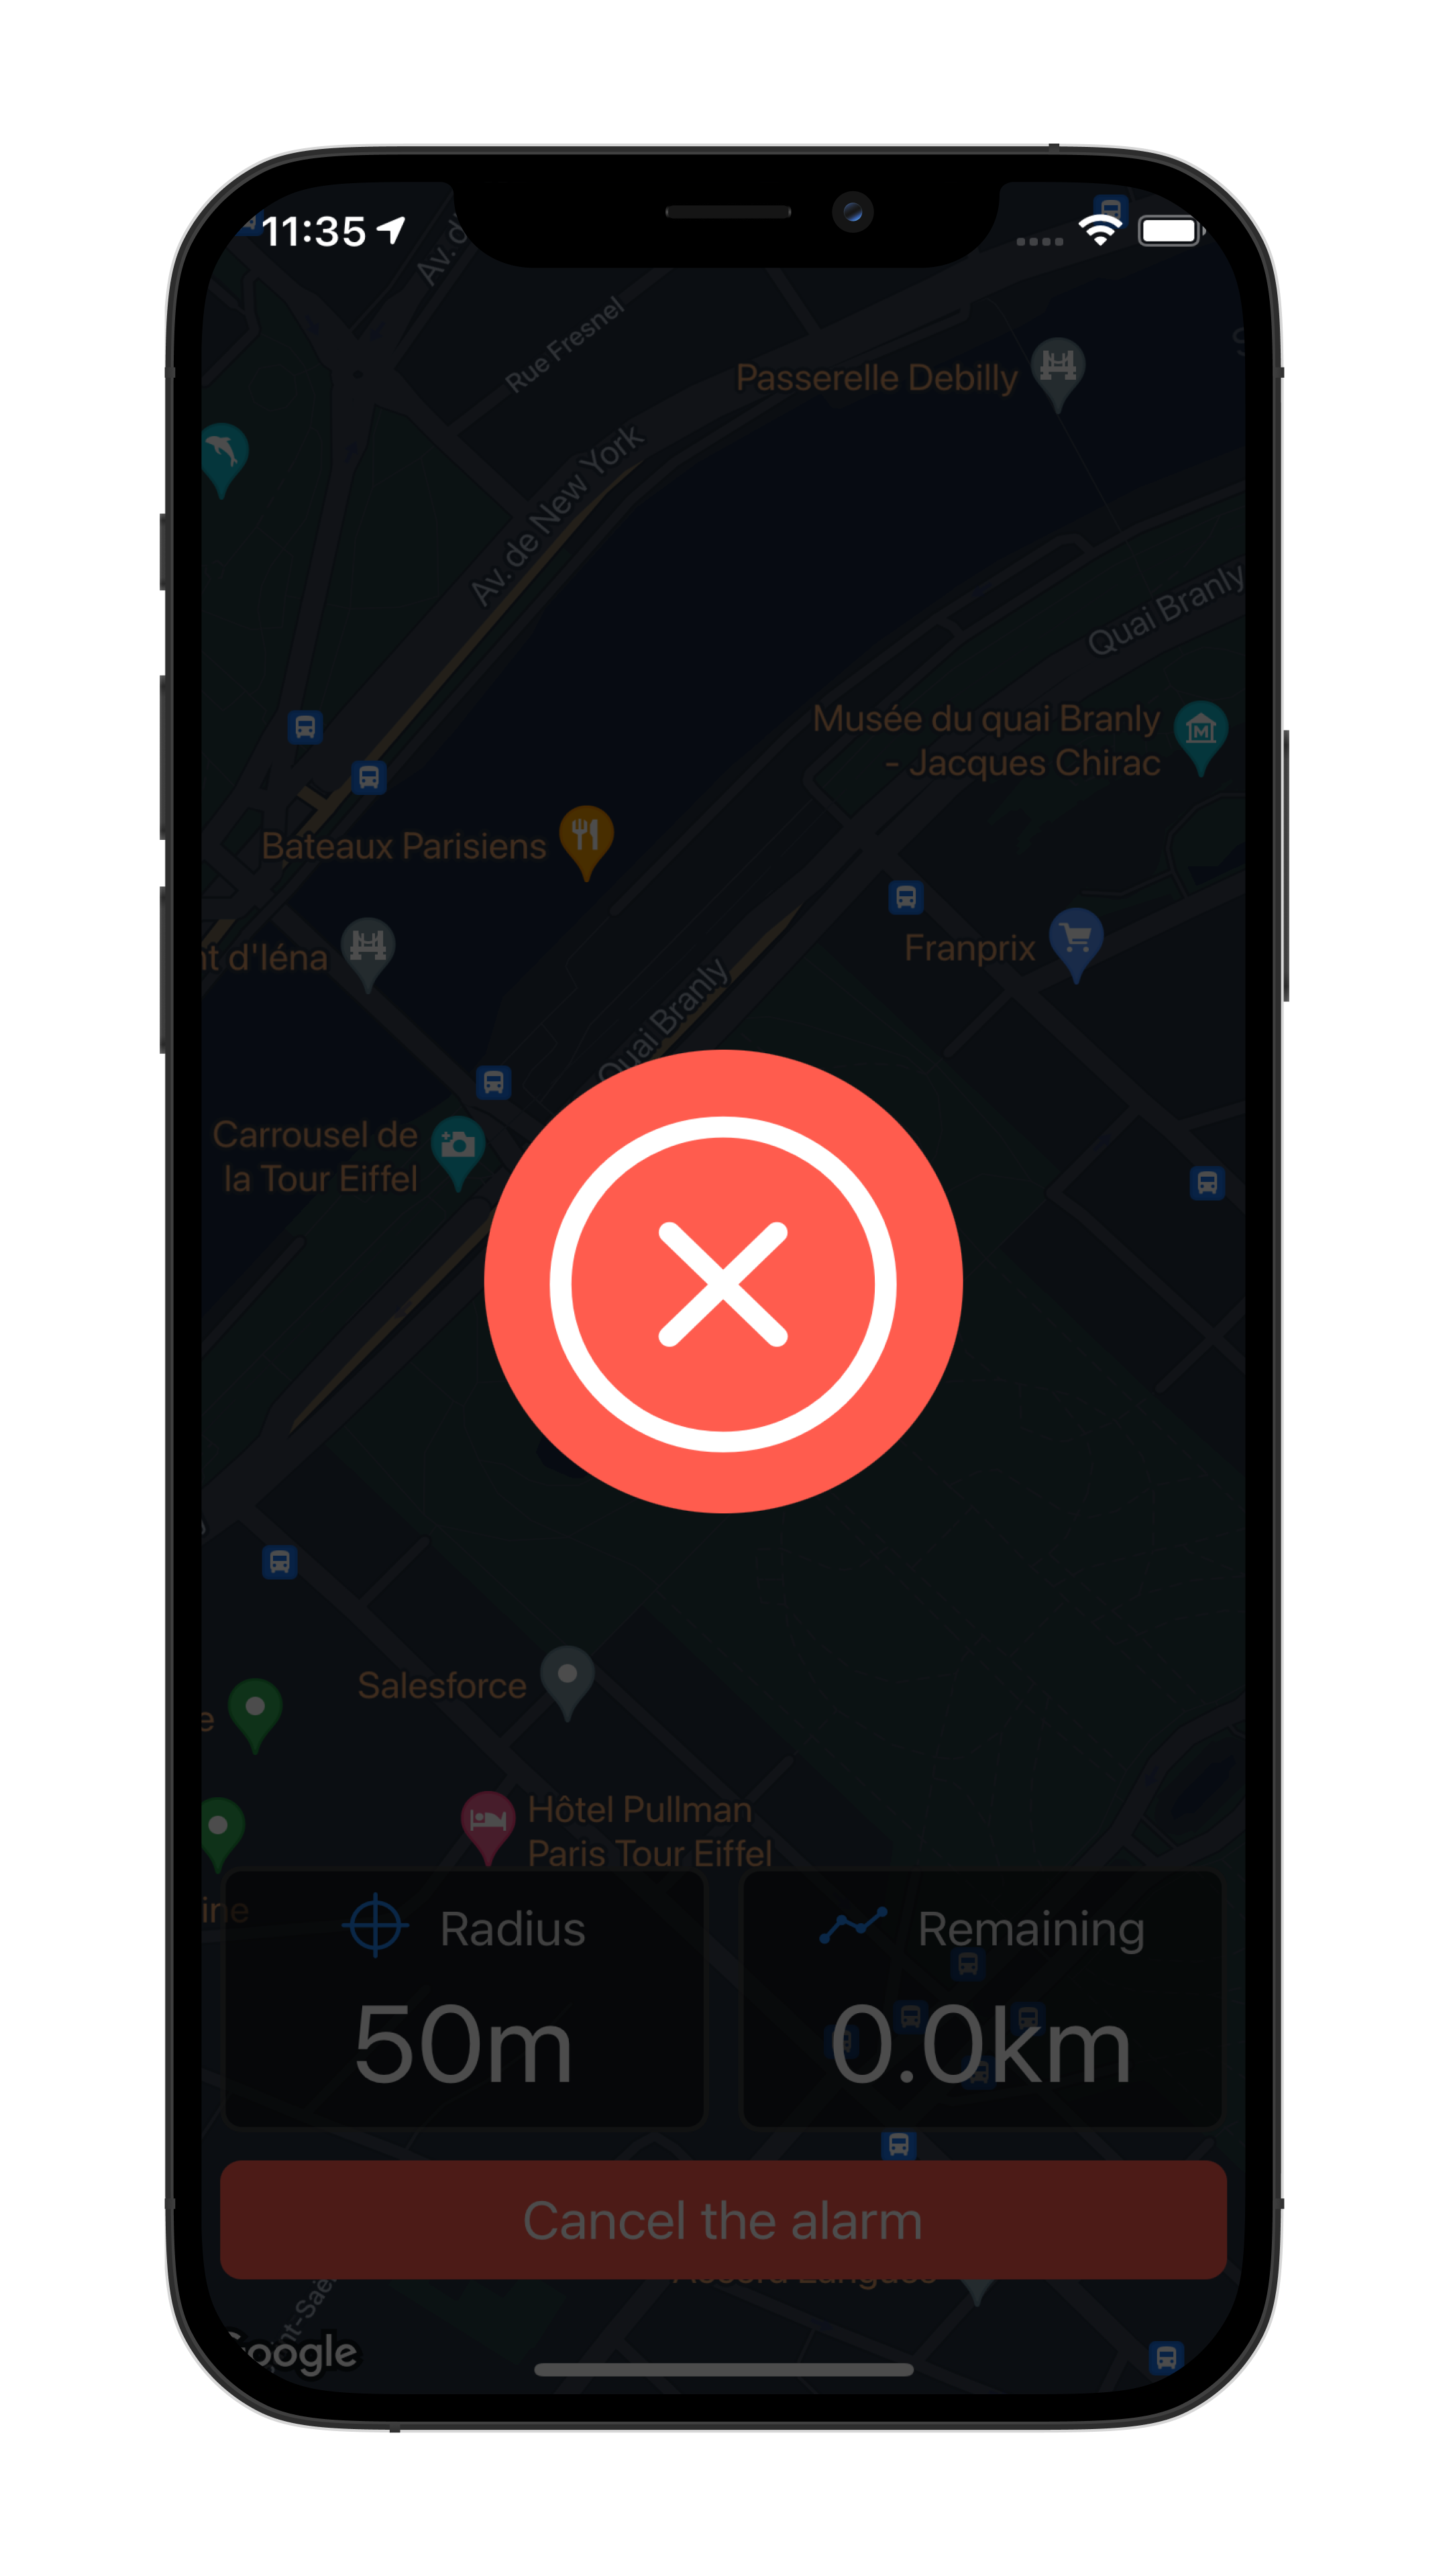 11:35
Av. d
Rue Fresnel
Passerelle Debilly
Av. de New York
Quai Branly
Musée du quai Branly
- Jacques Chirac
Bateaux Parisiens
Franprix
nt d'Iéna
Quai Branly
Carrousel de
la Tour Eiffel
Salesforce
e
Hôtel Pullman
Paris Tour Eiffel
ine
Radius
Remaining
50m
0.0km
Cancel the alarm
Google